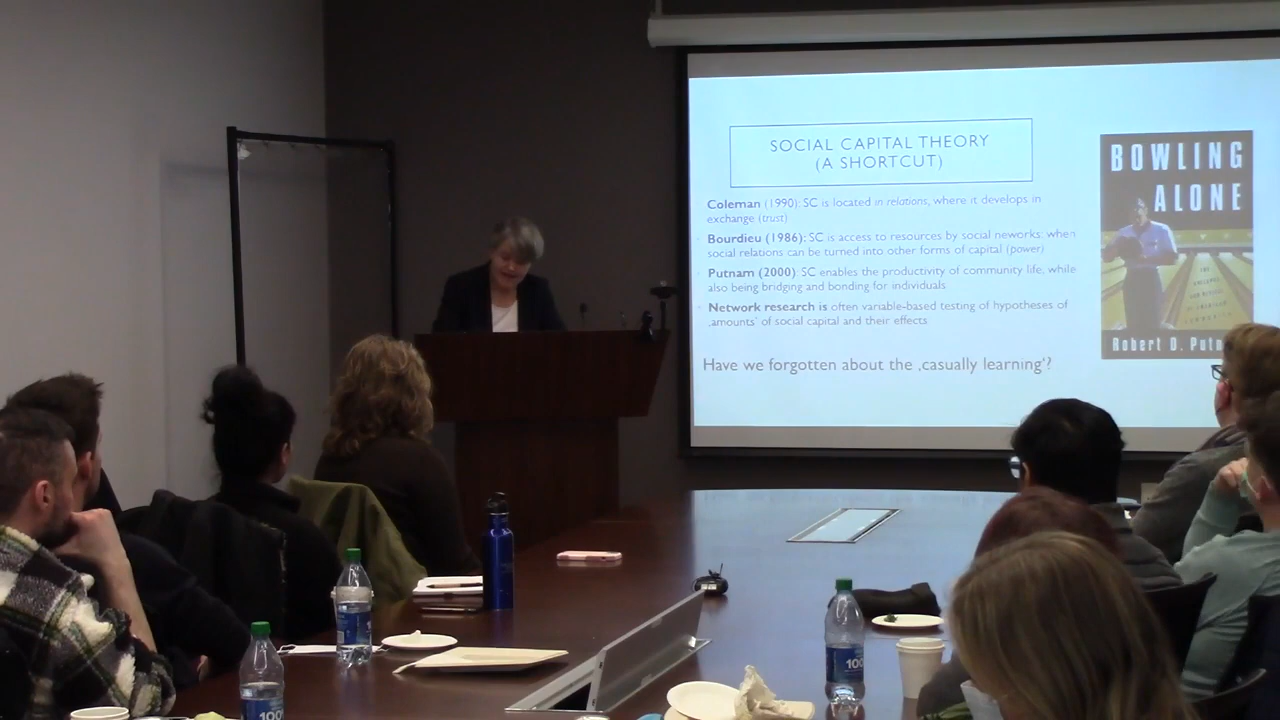 SOCIAL CAPITAL THEORY
(A SHORTCUT)
Coleman (1990): SC is located in relations, where it develops in
exchange (trust)
Bourdieu (1986): SC is access to resources by social neworks: when
social relations can be turned into other forms of capital (power)
Putnam (2000): SC enables the productivity of community life, while
also being bridging and bonding for individuals
Network research is often variable-based testing of hypotheses of
‚amounts' of social capital and their effects
Have we forgotten about the ‚casually learning'?
BOWLING
ALONE
Robert D. Putn
100
100